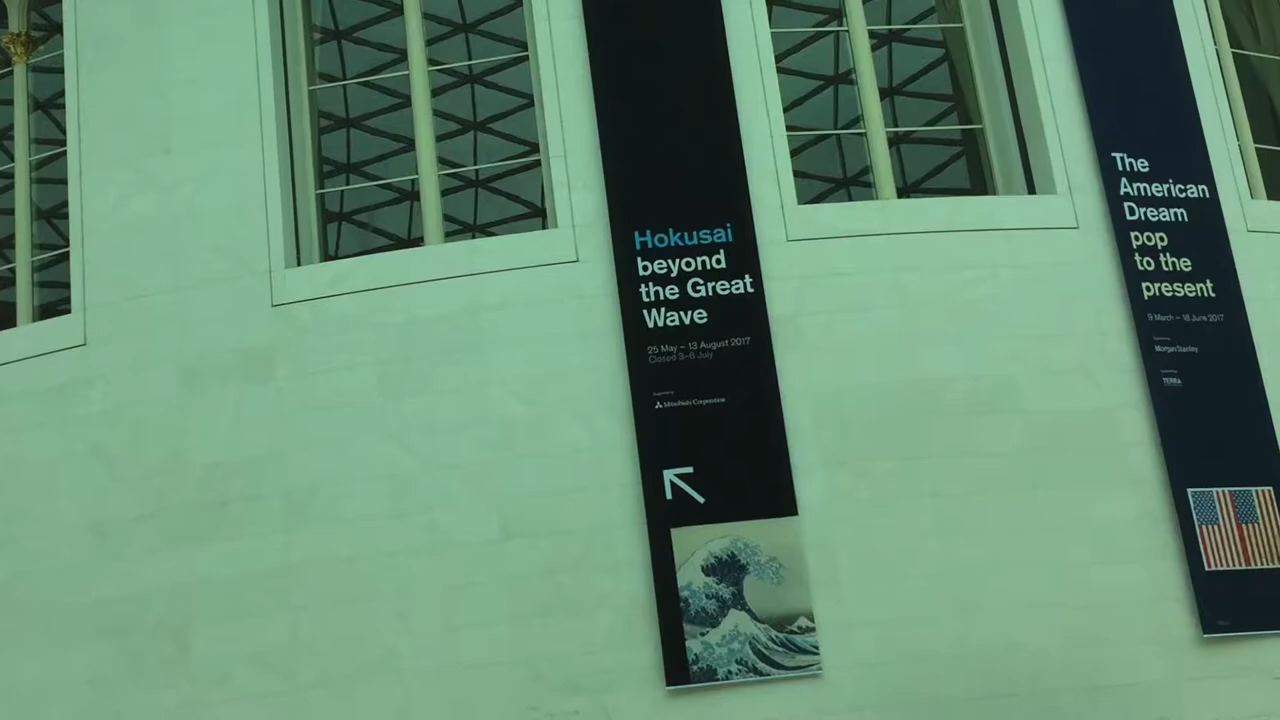 Hokusai
beyond
the Great
Wave
25 May – 13 August 2017
Closed 3–6 July
Mitsubishi Corporation
The
American
Dream
pop
to the
present
9 March – 18 June 2017
Morgan Stanley
TERRA